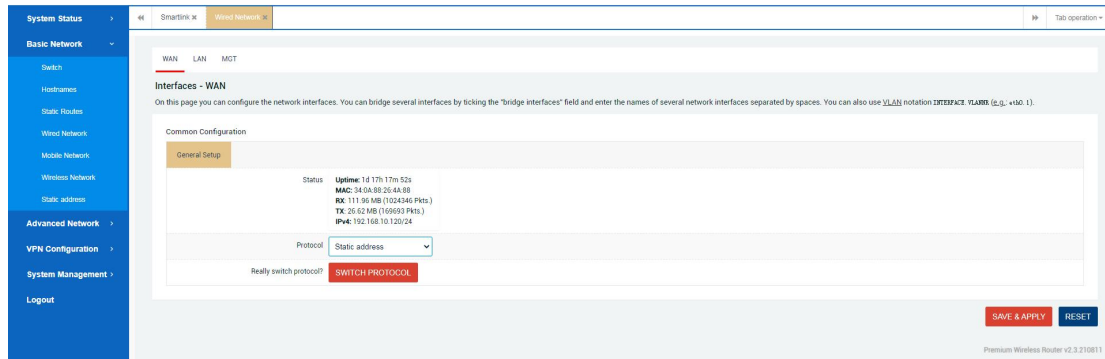 System Status
Smartlink × Wired Network ×
Tab operation
Basic Network
Switch
Hostnames
Static Routes
Wired Network
Mobile Network
Wireless Network
Static address
Advanced Network
VPN Configuration
System Management
Logout
WAN LAN MGT
Interfaces - WAN
On this page you can configure the network interfaces. You can bridge several interfaces by ticking the "bridge interfaces" field and enter the names of several network interfaces separated by spaces. You can also use VLAN notation INTERFACE.VLANNR (e.g.: eth0.1).
Common Configuration
General Setup
Status
Uptime: 1d 17h 17m 52s
MAC: 34:0A:88:26:4A:88
RX: 111.96 MB (1024346 Pkts.)
TX: 26.62 MB (169693 Pkts.)
IPv4: 192.168.10.120/24
Protocol Static address
Really switch protocol? SWITCH PROTOCOL
SAVE & APPLY RESET
Premium Wireless Router v2.3.210811